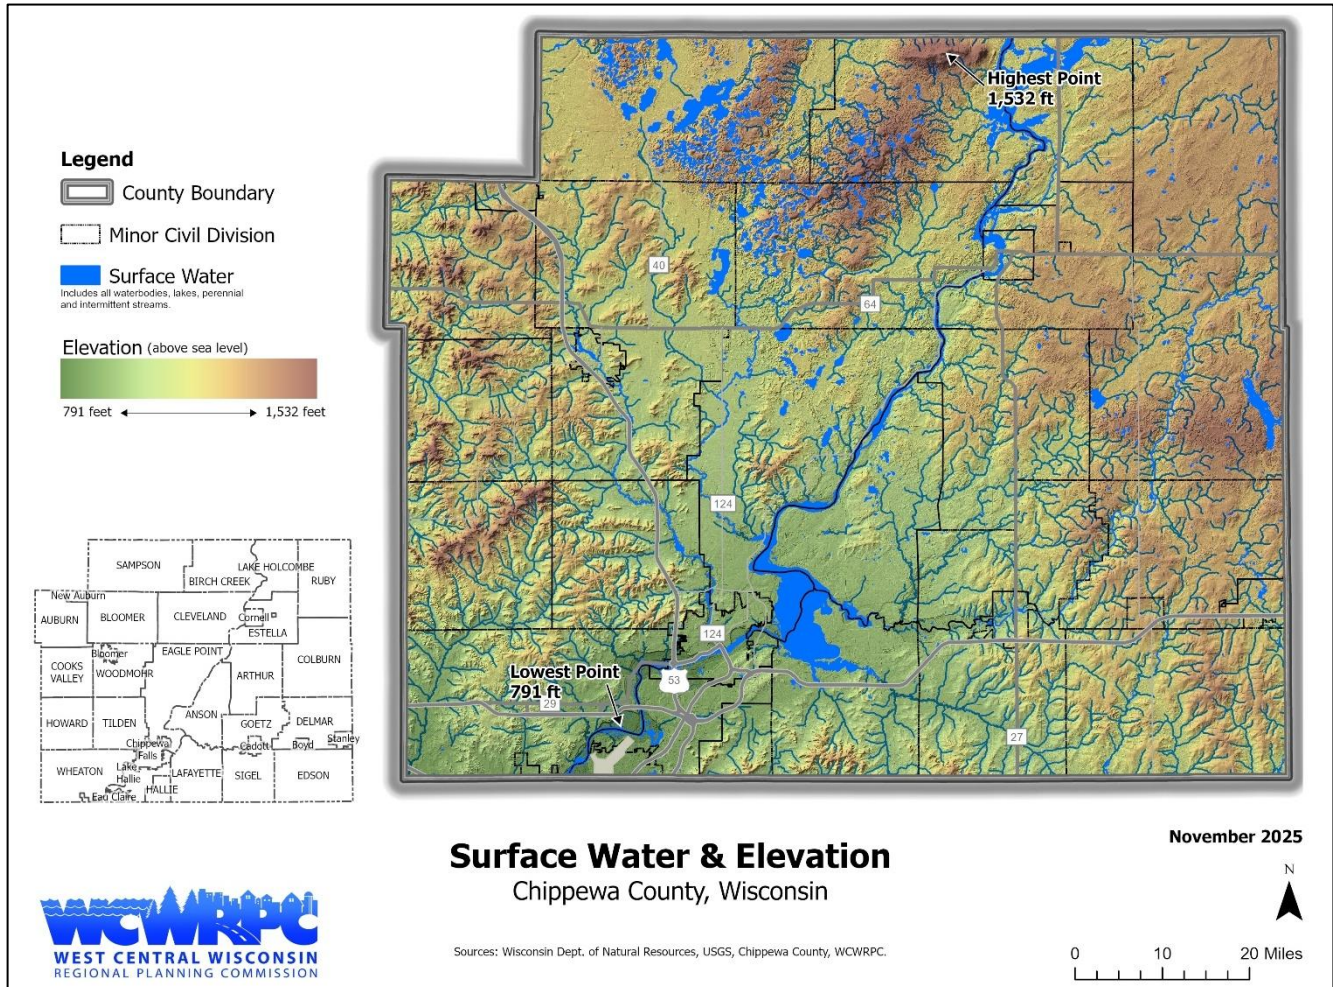 Highest Point
1,532 ft
Legend
County Boundary
Minor Civil Division
Surface Water
Includes all waterbodies, lakes, perennial
and intermittent streams.
Elevation (above sea level)
791 feet
1,532 feet
40
64
124
124
53
29
27
Lowest Point
791 ft
SAMPSON
LAKE HOLCOMBE
BIRCH CREEK
RUBY
New Auburn
AUBURN
BLOOMER
CLEVELAND
Cornell
ESTELLA
EAGLE POINT
COOKS
VALLEY
Bloomer
WOODMOHR
COLBURN
ARTHUR
HOWARD
TILDEN
ANSON
GOETZ
DELMAR
Chippewa
Falls
Cadott
Boyd
Stanley
WHEATON
Lake
Hallie
LAFAYETTE
SIGEL
EDSON
HALLIE
Eau Claire
Surface Water & Elevation
Chippewa County, Wisconsin
November 2025
N
0 10 20 Miles
Sources: Wisconsin Dept. of Natural Resources, USGS, Chippewa County, WCWRPC.
WCWRPC
WEST CENTRAL WISCONSIN
REGIONAL PLANNING COMMISSION